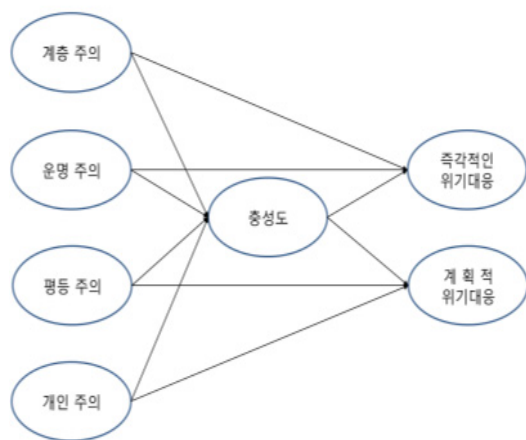 계층 주의
운명 주의
즉각적인
위기대응
충성도
평등 주의
계 획 적
위기대응
개인 주의